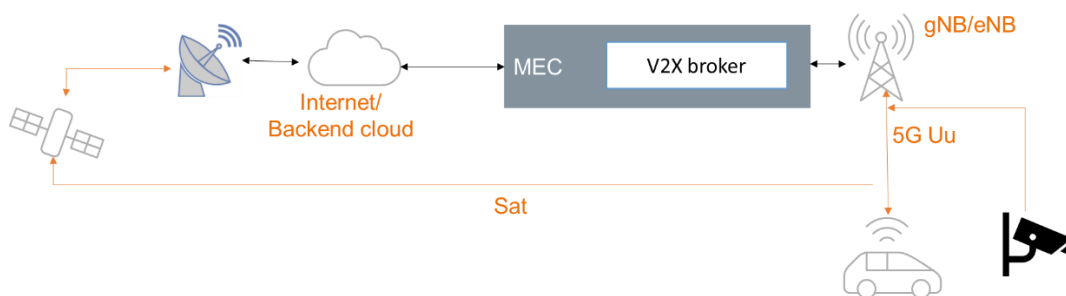 gNB/eNB
MEC
V2X broker
Internet/
Backend cloud
5G Uu
Sat